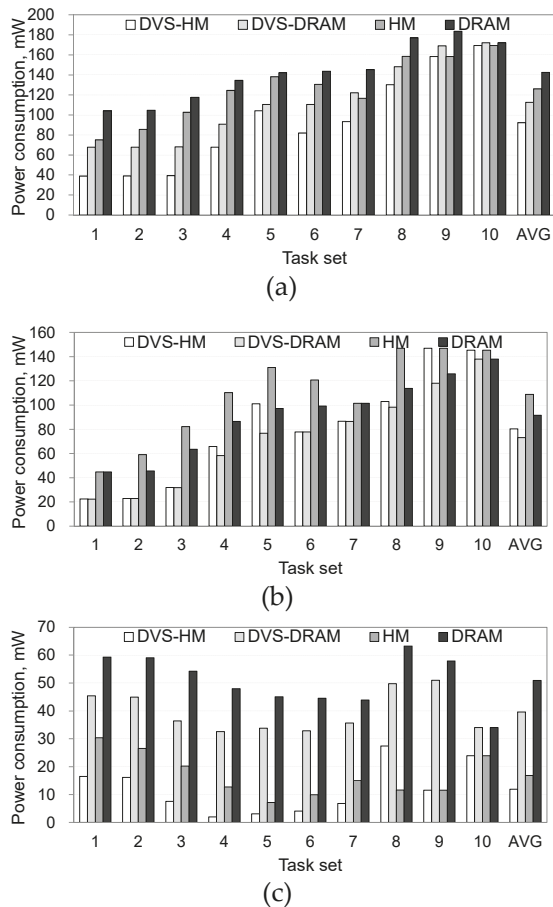 Power consumption, mW
200
180
160
140
120
100
80
60
40
20
0
DVS-HM DVS-DRAM HM DRAM
1 2 3 4 5 6 7 8 9 10 AVG
Task set
(a)
Power consumption, mW
160
140
120
100
80
60
40
20
0
DVS-HM DVS-DRAM HM DRAM
1 2 3 4 5 6 7 8 9 10 AVG
Task set
(b)
Power consumption, mW
70
60
50
40
30
20
10
0
DVS-HM DVS-DRAM HM DRAM
1 2 3 4 5 6 7 8 9 10 AVG
Task set
(c)